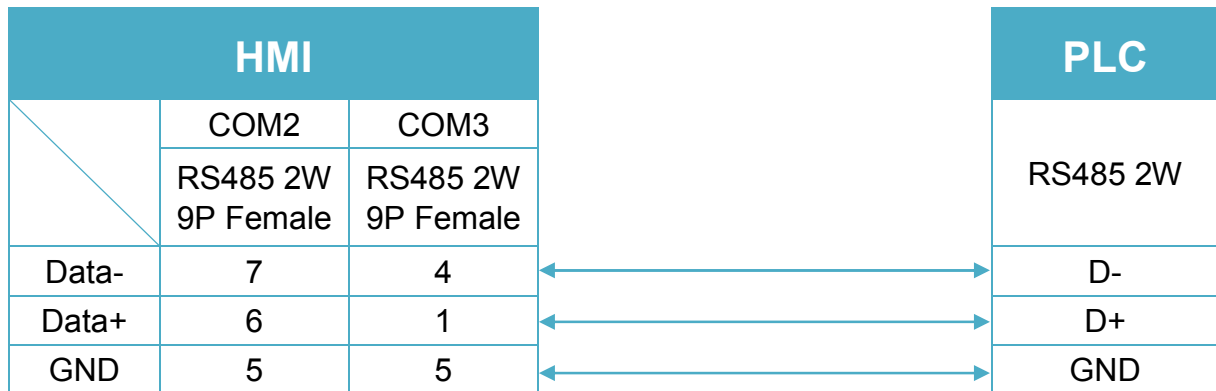 HMI PLC
COM2 COM3
RS485 2W RS485 2W RS485 2W
9P Female 9P Female
Data- 7 4 D-
Data+ 6 1 D+
GND 5 5 GND